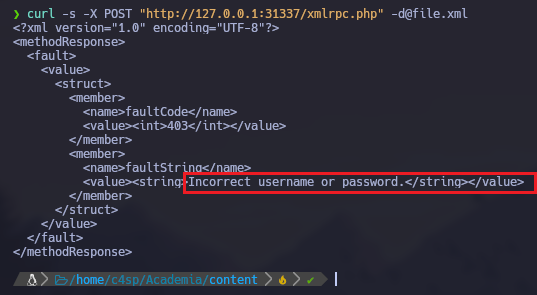 ❯ curl -s -X POST "http://127.0.0.1:31337/xmlrpc.php" -d@file.xml
<?xml version="1.0" encoding="UTF-8"?>
<methodResponse>
  <fault>
    <value>
      <struct>
        <member>
          <name>faultCode</name>
          <value><int>403</int></value>
        </member>
        <member>
          <name>faultString</name>
          <value><string>Incorrect username or password.</string></value>
        </member>
      </struct>
    </value>
  </fault>
</methodResponse>
/home/c4sp/Academia/content ✔